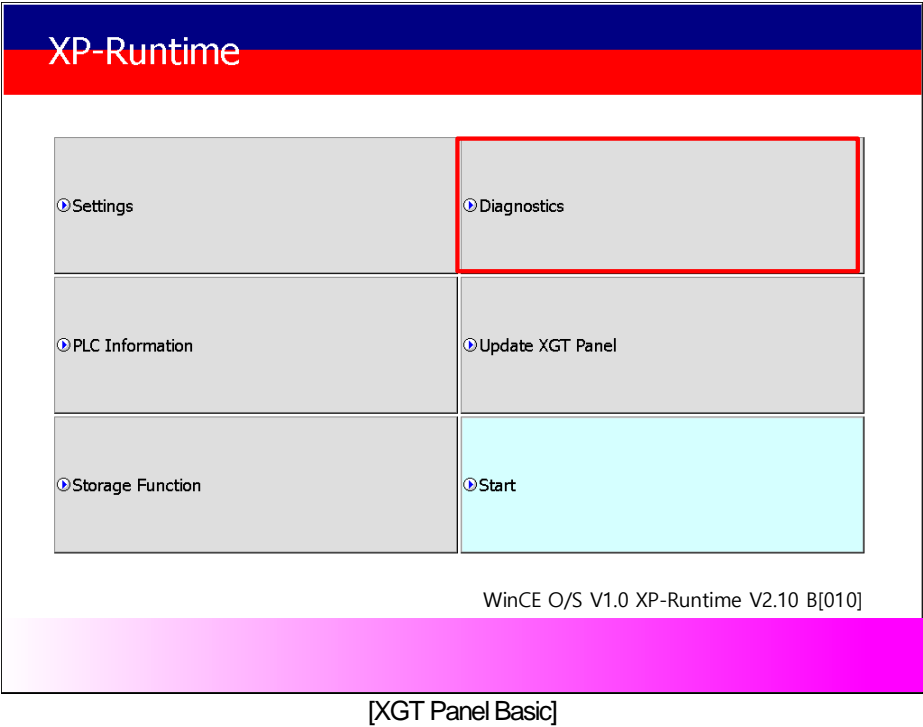 XP-Runtime
Settings
Diagnostics
PLC Information
Update XGT Panel
Storage Function
Start
WinCE O/S V1.0 XP-Runtime V2.10 B[010]
[XGT Panel Basic]